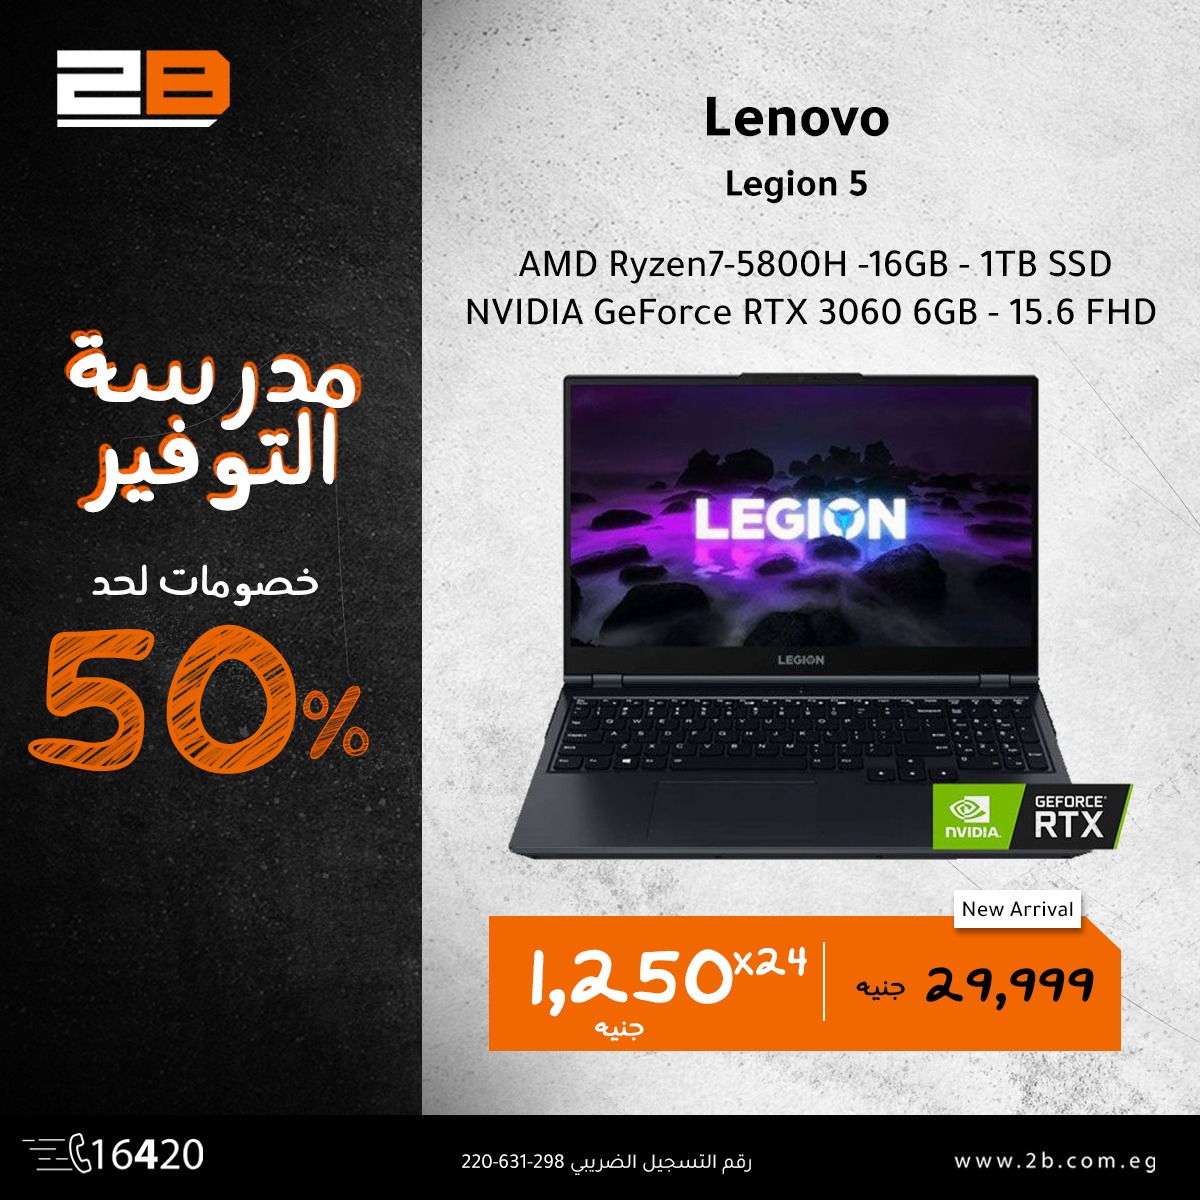 2B
مدرسة
التوفير
خصومات لحد
50%
Lenovo
Legion 5
AMD Ryzen7-5800H -16GB - 1TB SSD
NVIDIA GeForce RTX 3060 6GB - 15.6 FHD
LEGION
LEGION
NVIDIA.
GEFORCE
RTX
New Arrival
29,999 جنيه
1,250 x24
جنيه
16420
رقم التسجيل الضريبي 298-631-220
www.2b.com.eg